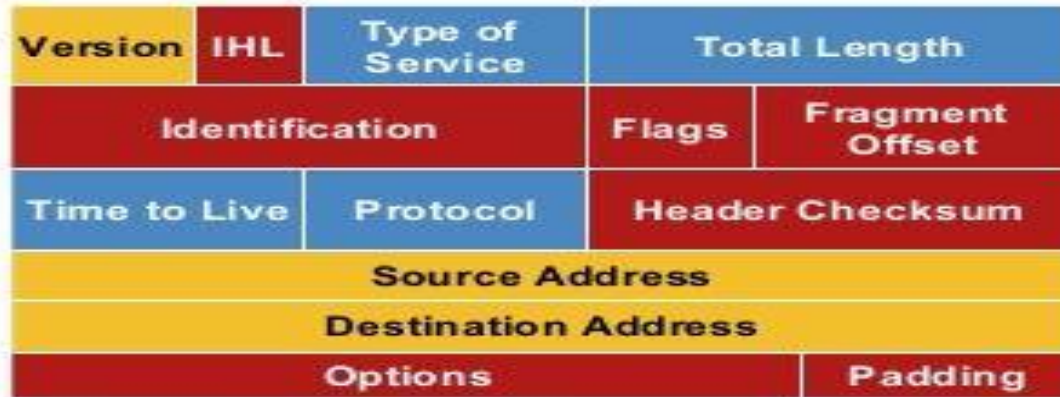 Version IHL Type of Service Total Length
Identification Flags Fragment Offset
Time to Live Protocol Header Checksum
Source Address
Destination Address
Options Padding